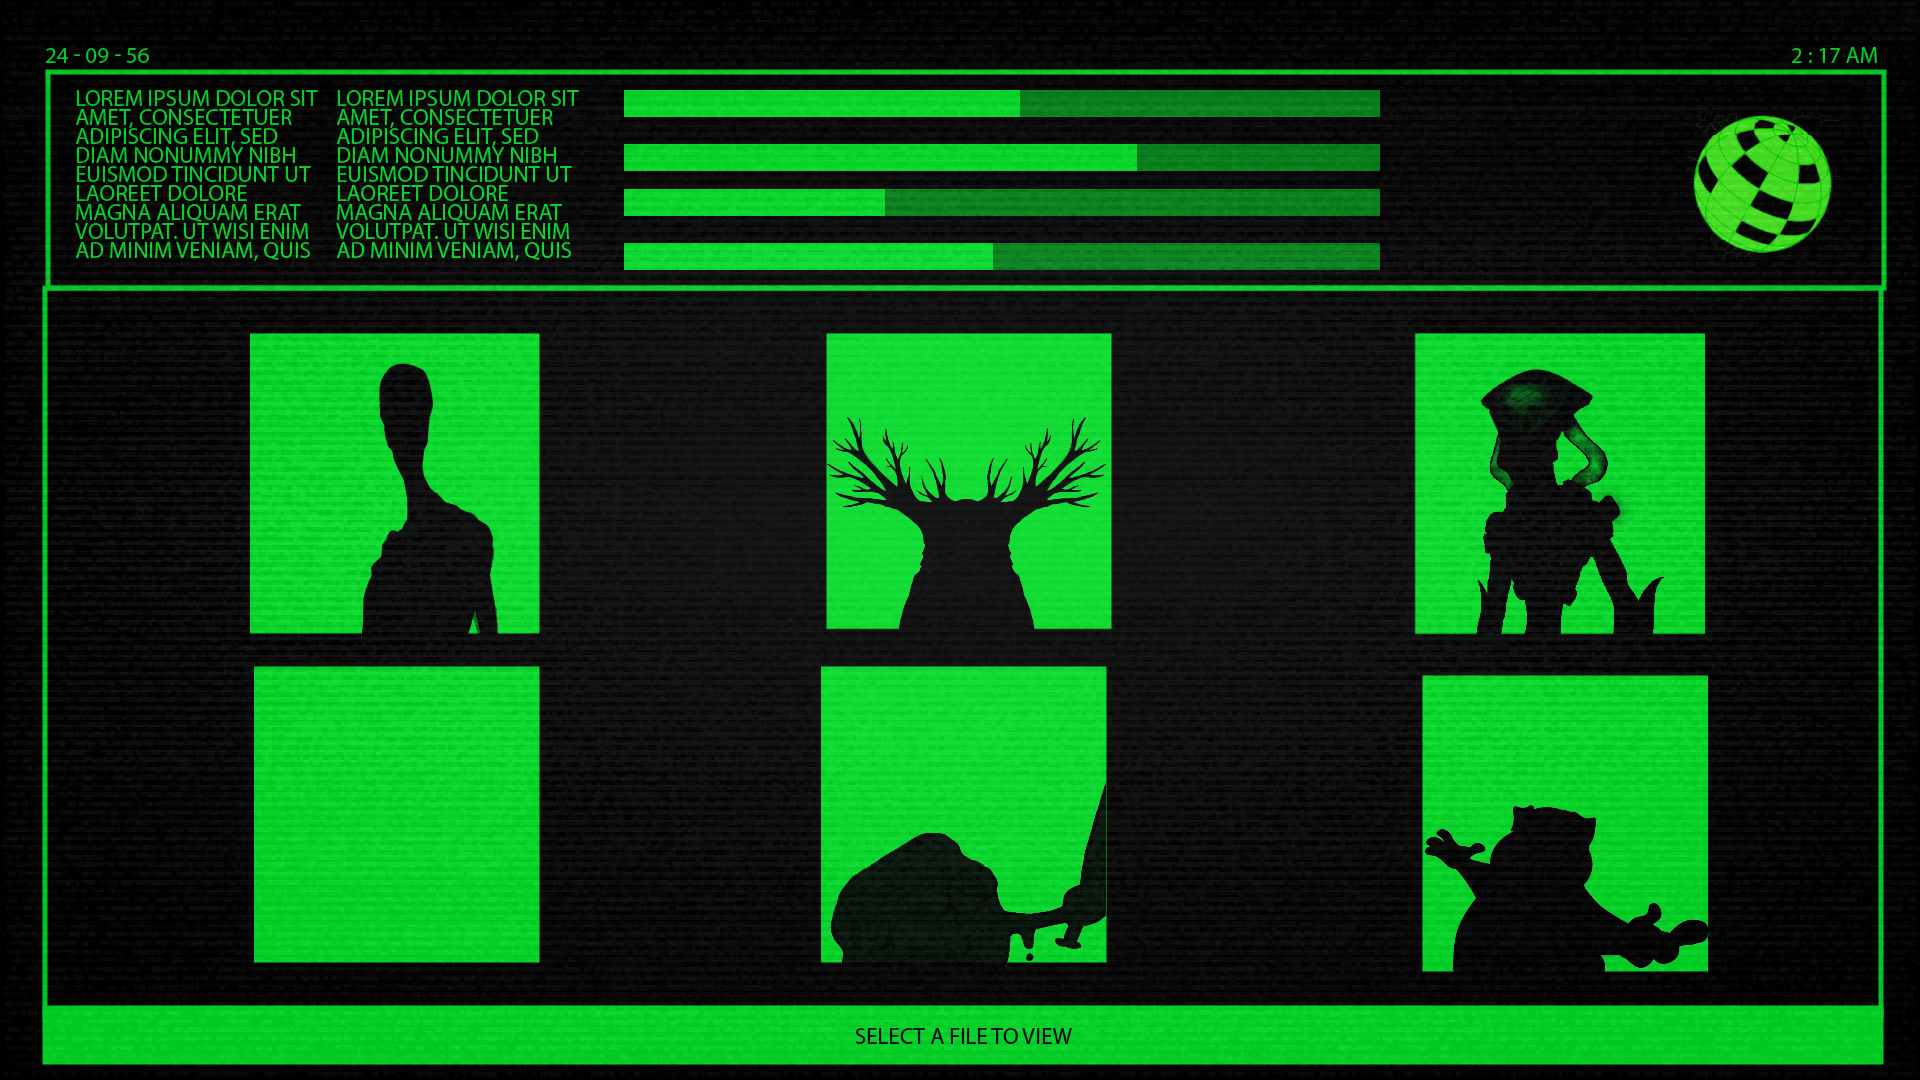 24 - 09 - 56
2 : 17 AM
LOREM IPSUM DOLOR SIT
AMET, CONSECTETUER
ADIPISCING ELIT, SED
DIAM NONUMMY NIBH
EUISMOD TINCIDUNT UT
LAOREET DOLORE
MAGNA ALIQUAM ERAT
VOLUTPAT. UT WISI ENIM
AD MINIM VENIAM, QUIS
LOREM IPSUM DOLOR SIT
AMET, CONSECTETUER
ADIPISCING ELIT, SED
DIAM NONUMMY NIBH
EUISMOD TINCIDUNT UT
LAOREET DOLORE
MAGNA ALIQUAM ERAT
VOLUTPAT. UT WISI ENIM
AD MINIM VENIAM, QUIS
SELECT A FILE TO VIEW